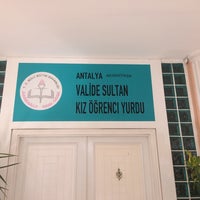 ANTALYA
VALİDE SULTAN
KIZ ÖĞRENCİ YURDU